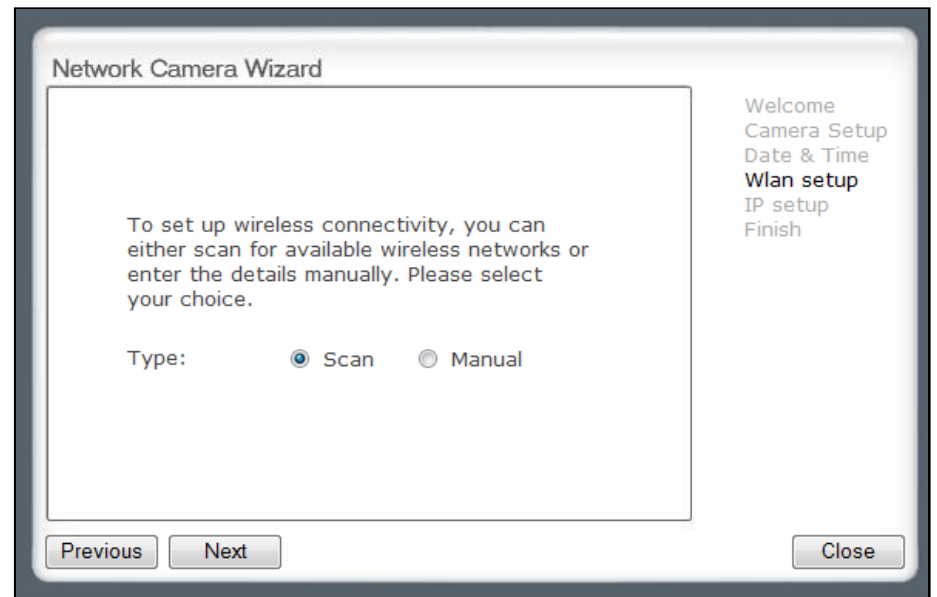 Network Camera Wizard
To set up wireless connectivity, you can
either scan for available wireless networks or
enter the details manually. Please select
your choice.
Type: Scan Manual
Welcome
Camera Setup
Date & Time
Wlan setup
IP setup
Finish
Previous Next Close